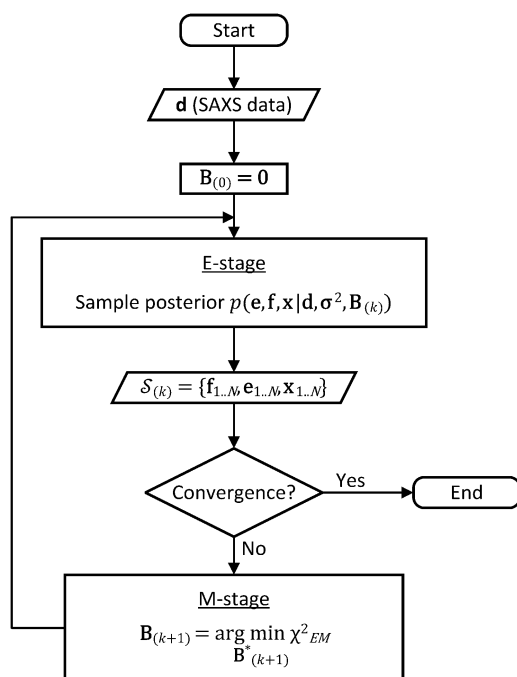 Start
d (SAXS data)
B₍₀₎ = 0
E-stage
Sample posterior p(e,f,x|d,σ²,B₍ₖ₎)
𝒮₍ₖ₎ = {f₁..N,e₁..N,x₁..N}
Convergence?
Yes
End
No
M-stage
B₍ₖ₊₁₎ = arg min χ²EM
B*₍ₖ₊₁₎